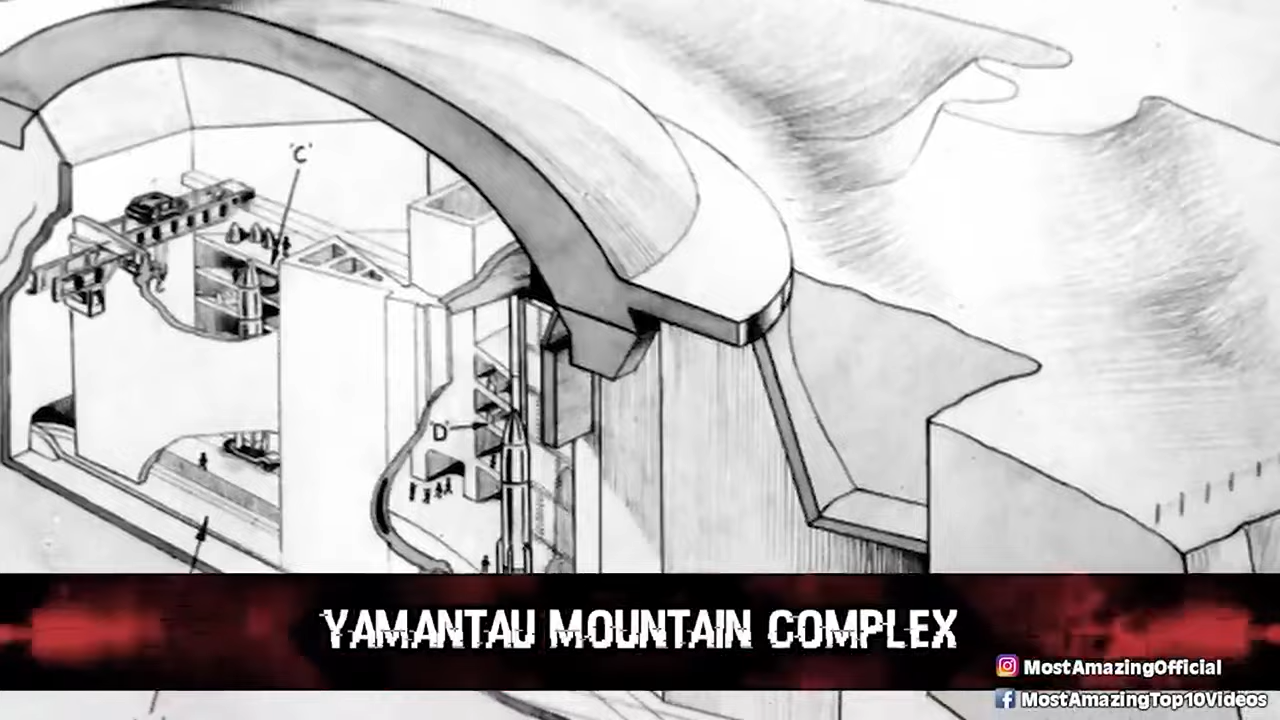 'C'
'D'
YAMANTAU MOUNTAIN COMPLEX
MostAmazingOfficial
MostAmazingTop10Videos